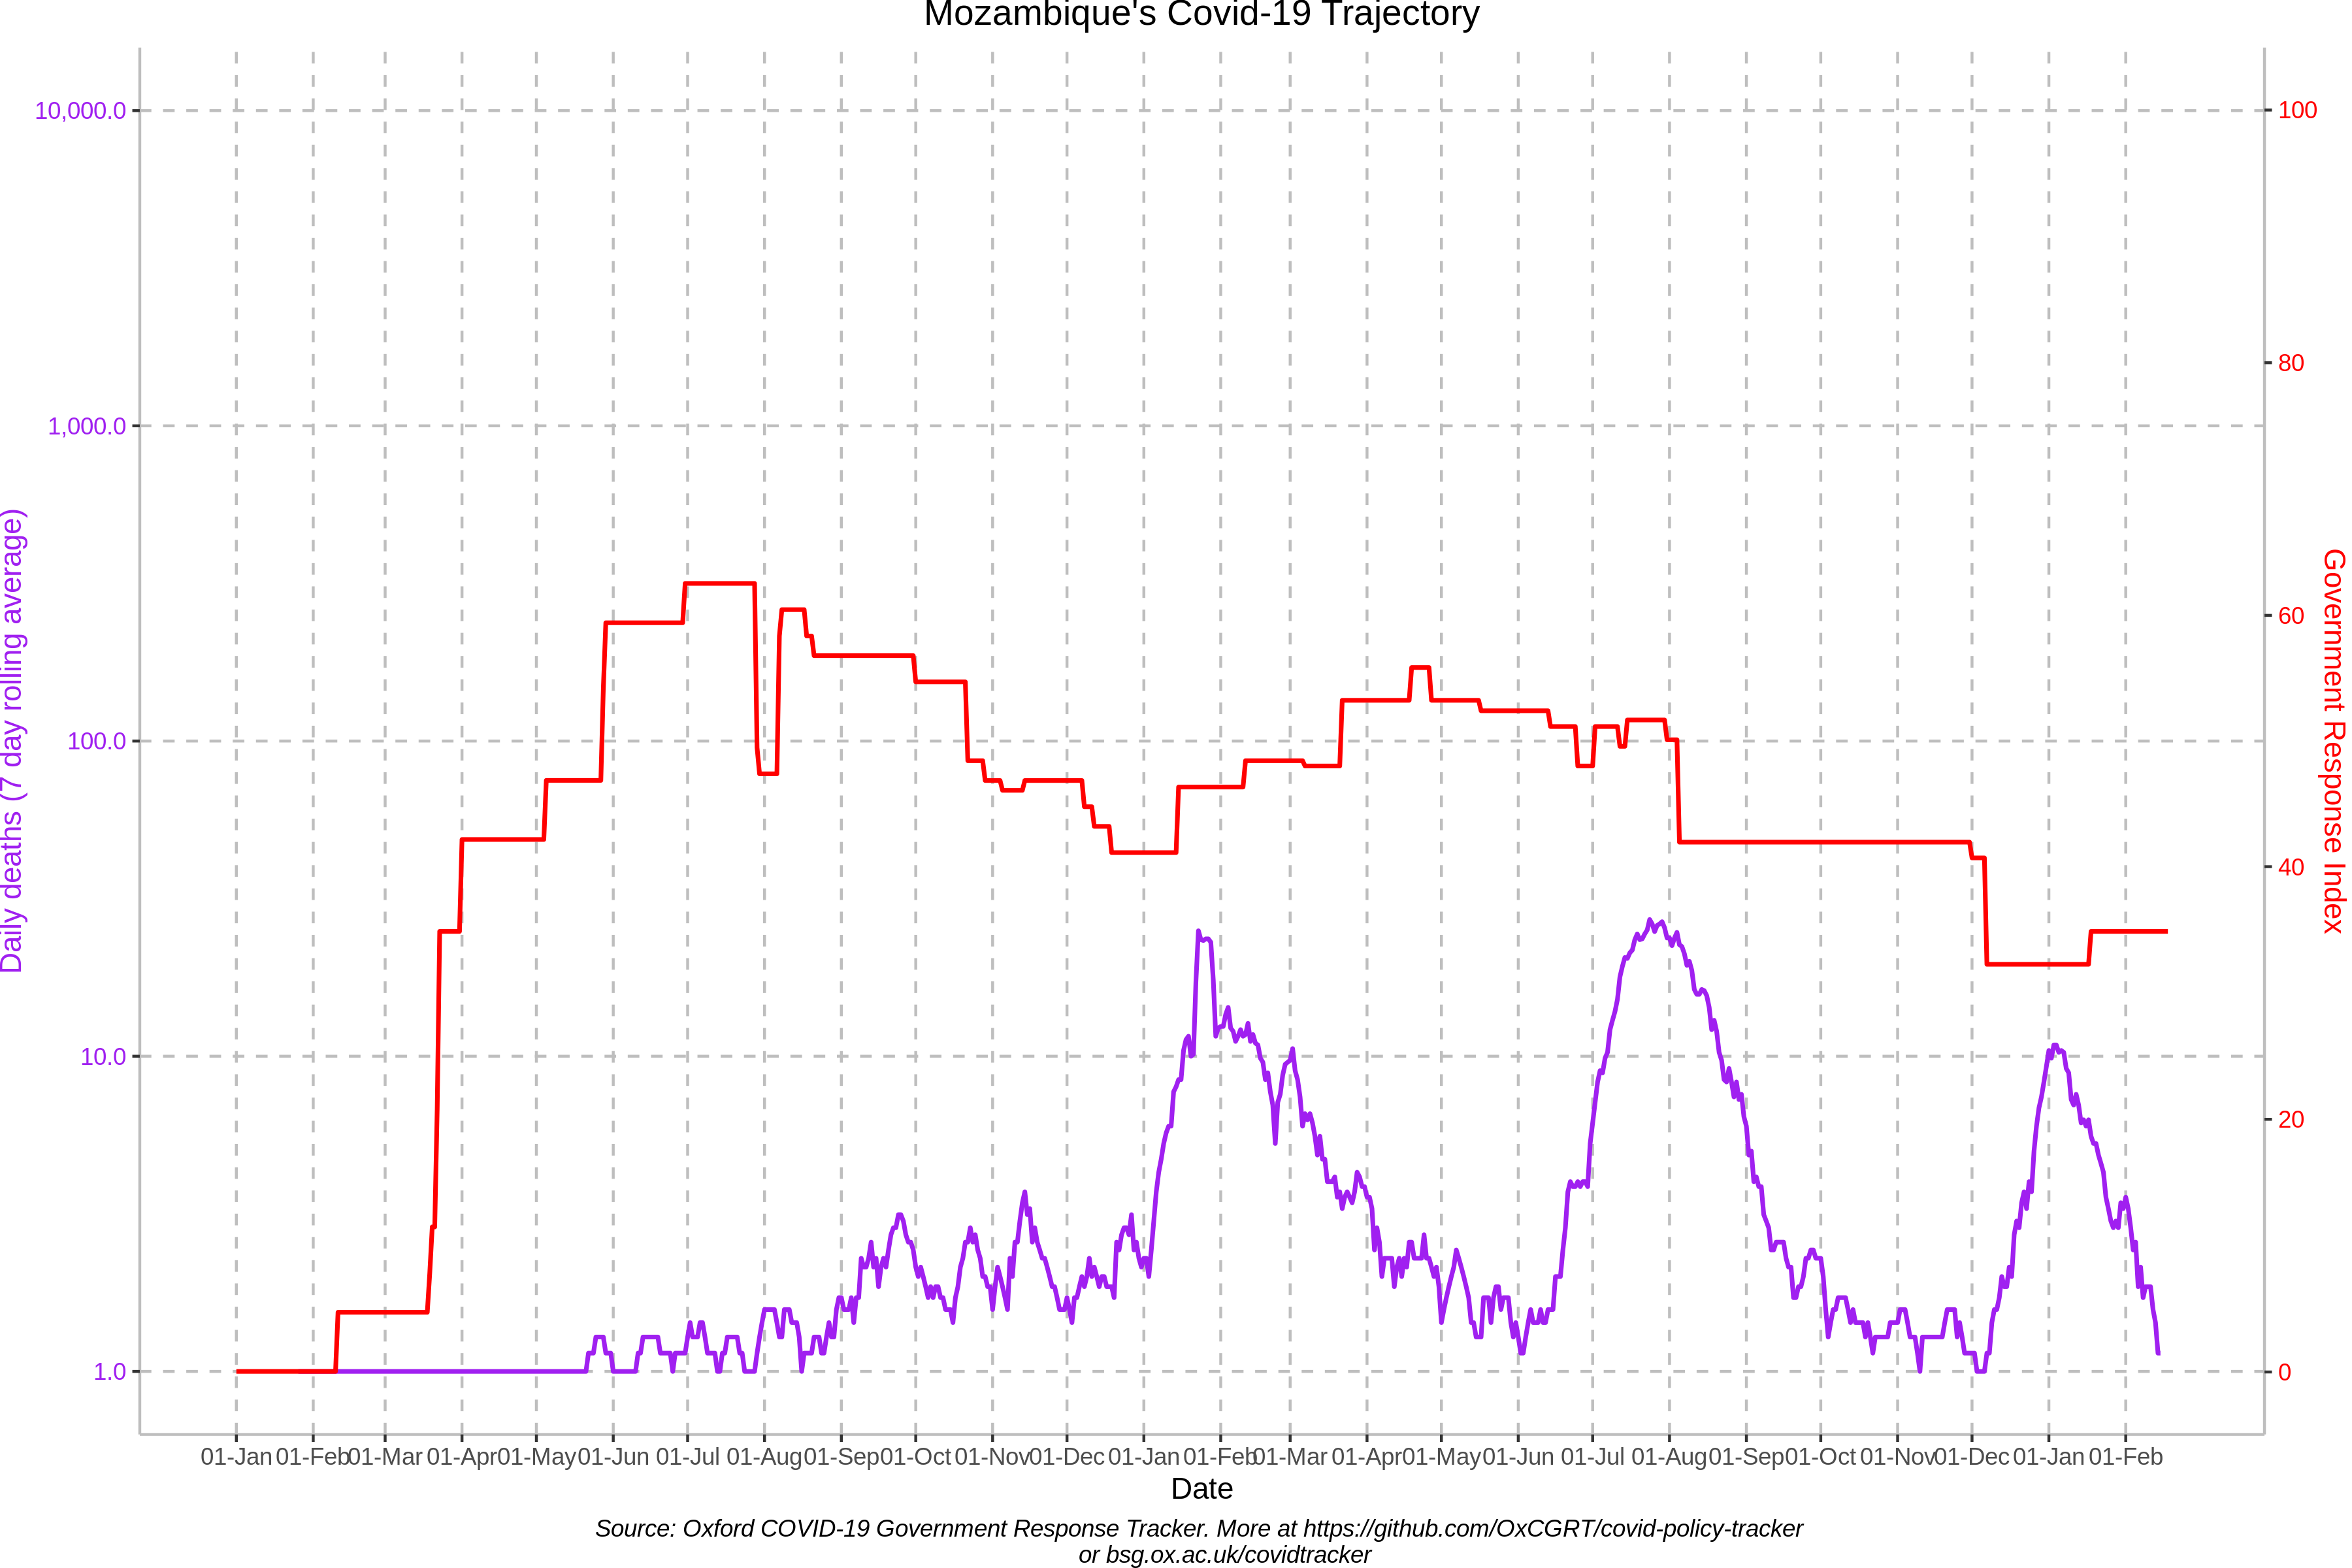 Mozambique's Covid-19 Trajectory
10,000.0
1,000.0
100.0
10.0
1.0
Daily deaths (7 day rolling average)
100
80
60
40
20
0
Government Response Index
01-Jan 01-Feb 01-Mar 01-Apr 01-May 01-Jun 01-Jul 01-Aug 01-Sep 01-Oct 01-Nov 01-Dec 01-Jan 01-Feb 01-Mar 01-Apr 01-May 01-Jun 01-Jul 01-Aug 01-Sep 01-Oct 01-Nov 01-Dec 01-Jan 01-Feb
Date
Source: Oxford COVID-19 Government Response Tracker. More at https://github.com/OxCGRT/covid-policy-tracker
or bsg.ox.ac.uk/covidtracker